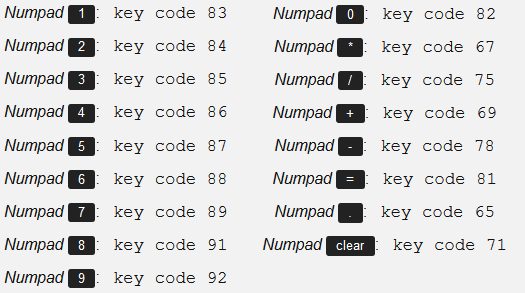 Numpad 1: key code 83
Numpad 2: key code 84
Numpad 3: key code 85
Numpad 4: key code 86
Numpad 5: key code 87
Numpad 6: key code 88
Numpad 7: key code 89
Numpad 8: key code 91
Numpad 9: key code 92
Numpad 0: key code 82
Numpad *: key code 67
Numpad /: key code 75
Numpad +: key code 69
Numpad -: key code 78
Numpad =: key code 81
Numpad .: key code 65
Numpad clear: key code 71